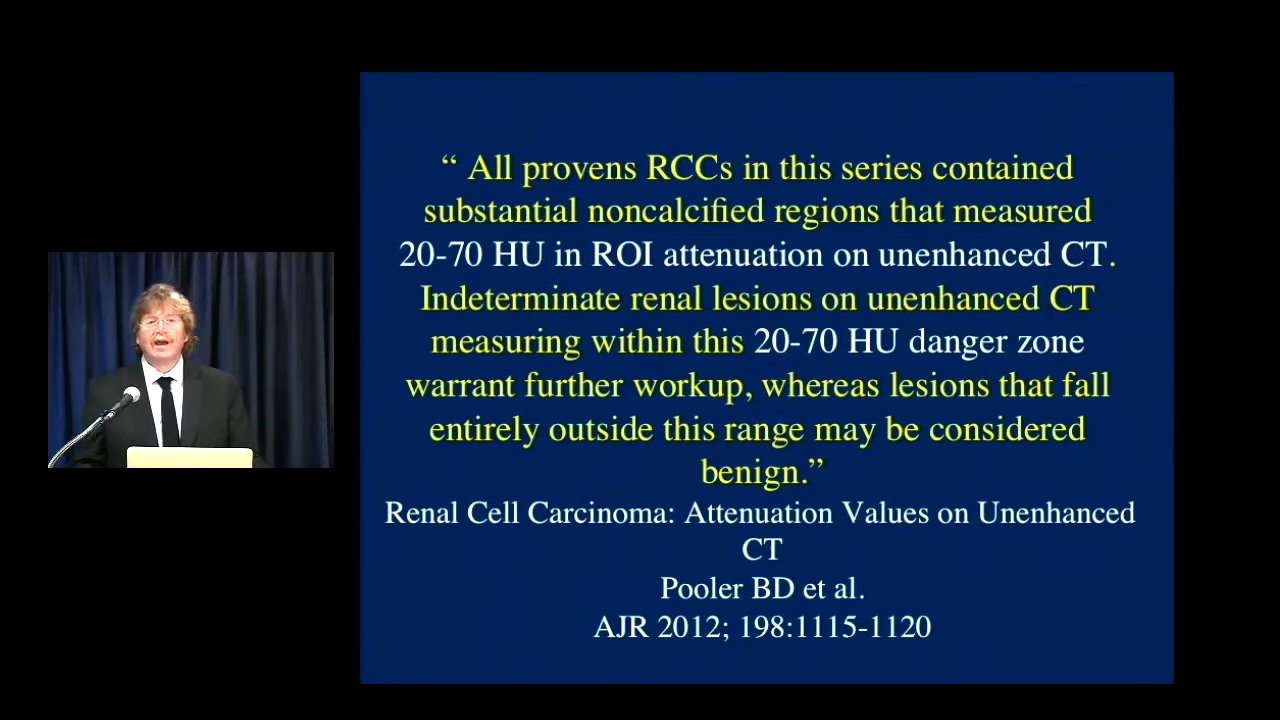 “ All provens RCCs in this series contained
substantial noncalcified regions that measured
20-70 HU in ROI attenuation on unenhanced CT.
Indeterminate renal lesions on unenhanced CT
measuring within this 20-70 HU danger zone
warrant further workup, whereas lesions that fall
entirely outside this range may be considered
benign.”
Renal Cell Carcinoma: Attenuation Values on Unenhanced
CT
Pooler BD et al.
AJR 2012; 198:1115-1120